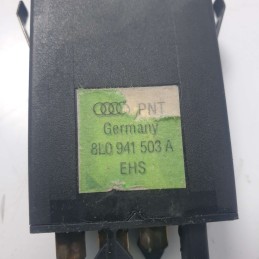 PNT
Germany
8L0 941 503 A
EHS